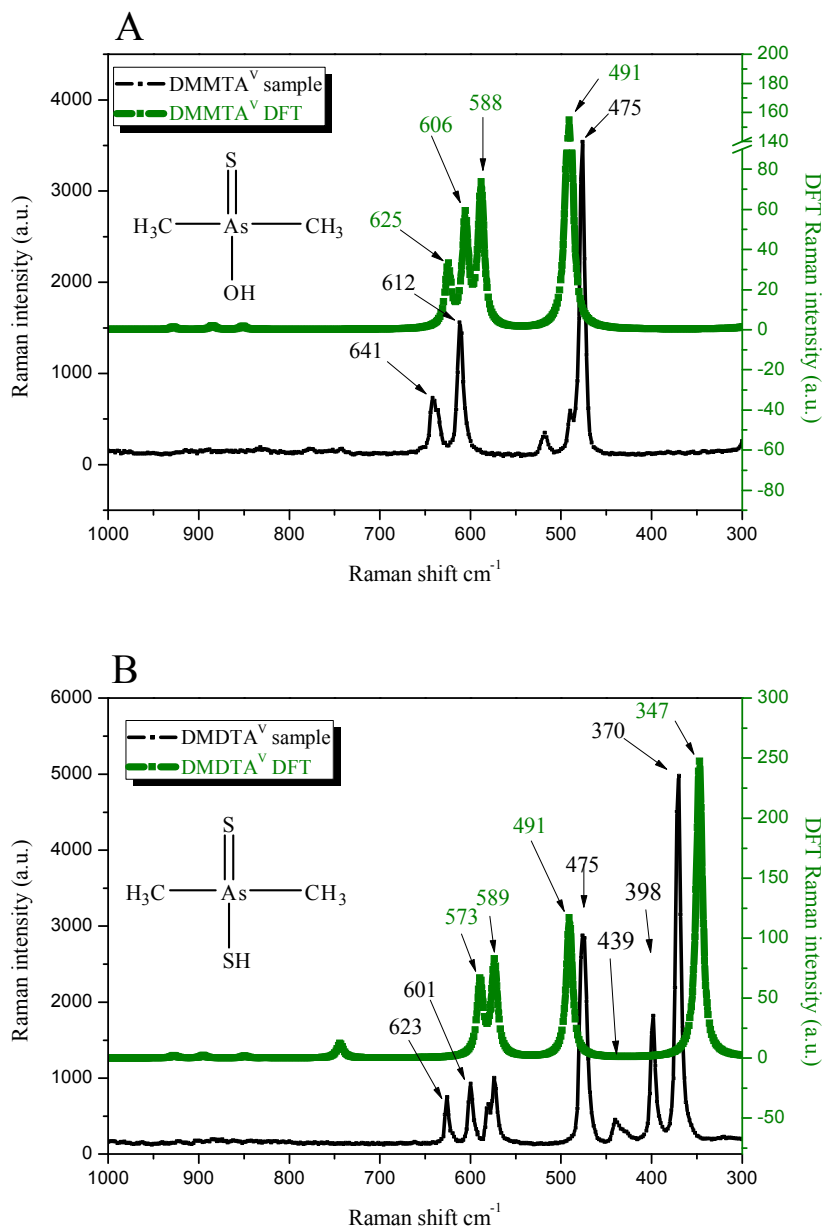 A
DMMTAV sample
DMMTAV DFT
491
475
588
606
625
612
641
S
H3C As CH3
OH
4000
3000
2000
1000
0
200
180
160
140
80
60
40
20
0
-20
-40
-60
-80
Raman intensity (a.u.)
DFT Raman intensity (a.u.)
1000 900 800 700 600 500 400 300
Raman shift cm-1
B
DMDTAV sample
DMDTAV DFT
347
370
491
475
398
573
589
439
601
623
S
H3C As CH3
SH
6000
5000
4000
3000
2000
1000
0
300
250
200
150
100
50
0
-50
Raman intensity (a.u.)
DFT Raman intensity (a.u.)
1000 900 800 700 600 500 400 300
Raman shift cm-1